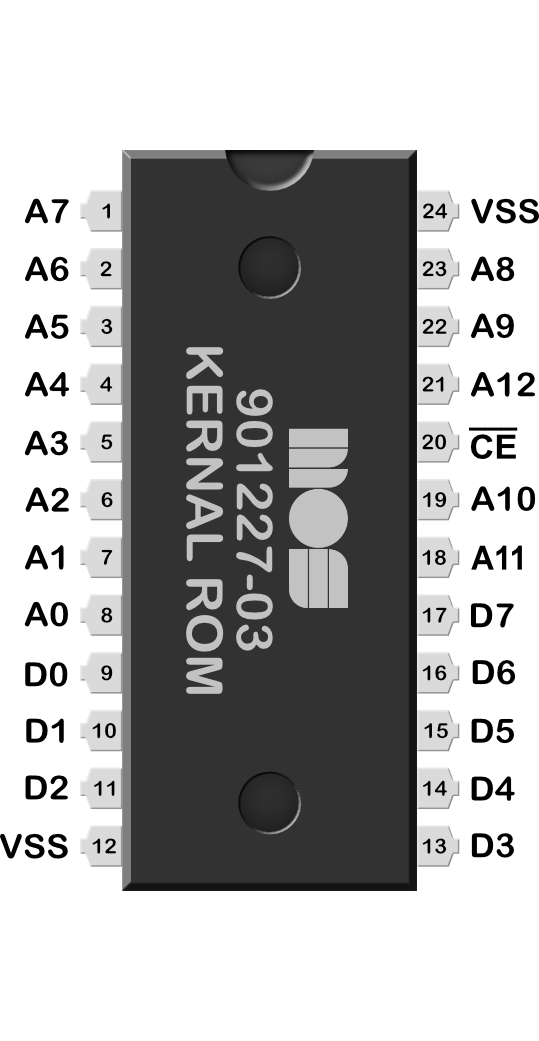 A7 1 24 VSS
A6 2 23 A8
A5 3 22 A9
A4 4 21 A12
A3 5 20 C̅E̅
A2 6 19 A10
A1 7 18 A11
A0 8 17 D7
D0 9 16 D6
D1 10 15 D5
D2 11 14 D4
VSS 12 13 D3
mos
901227-03
KERNAL ROM